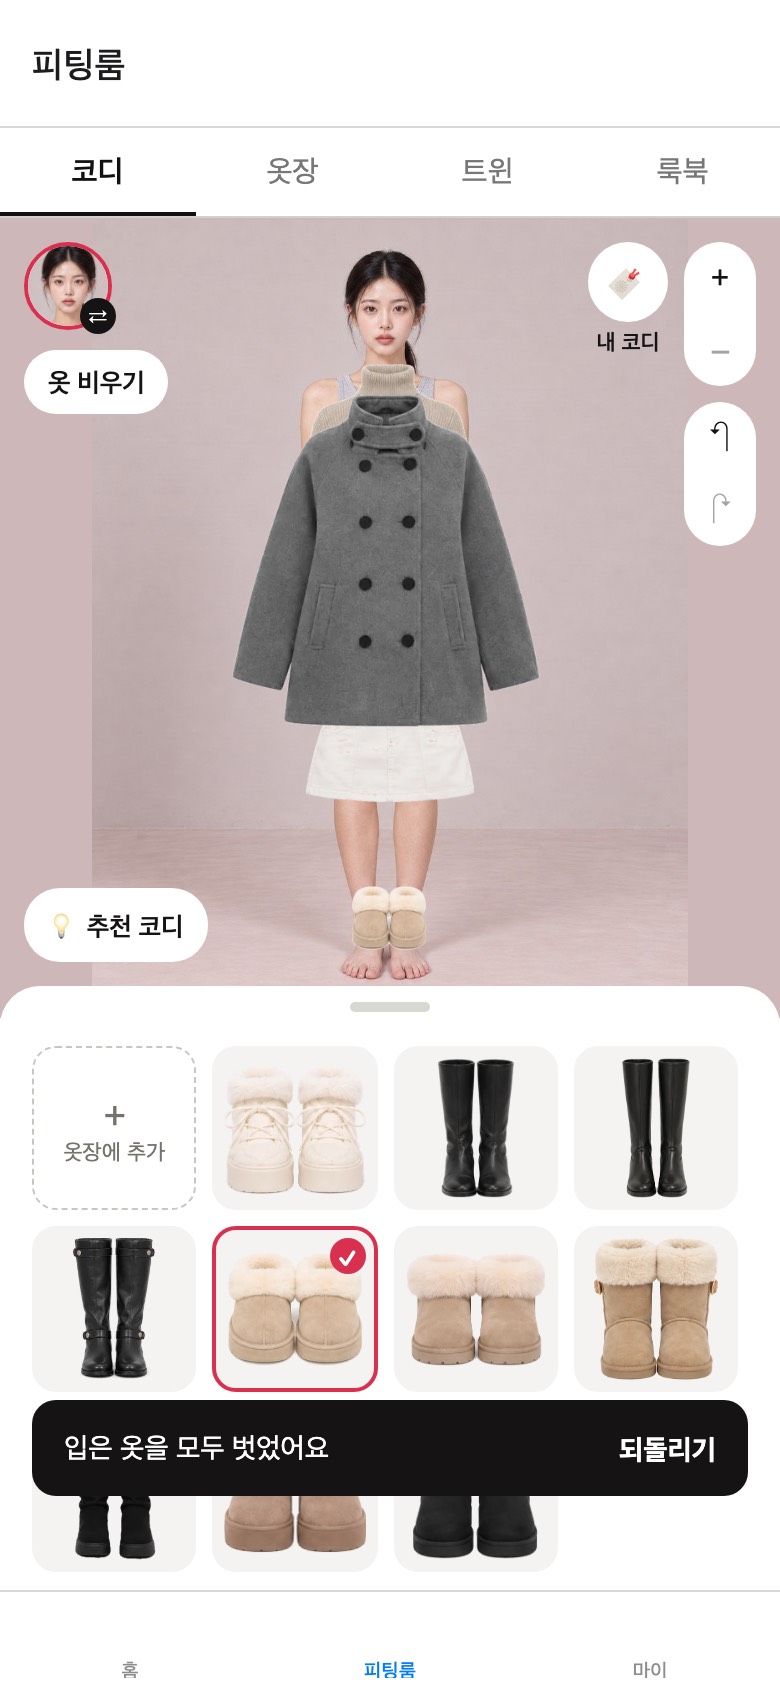 피팅룸
코디
옷장
트윈
룩북
내 코디
옷 비우기
추천 코디
옷장에 추가
입은 옷을 모두 벗었어요
되돌리기
홈
피팅룸
마이